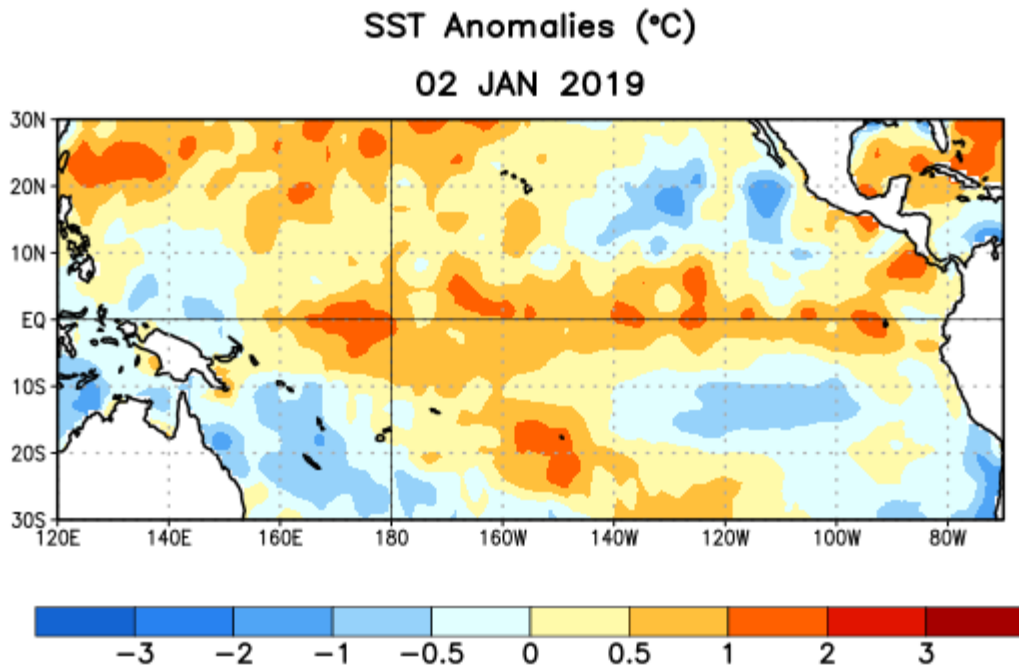 SST Anomalies (°C)
02 JAN 2019
30N
20N
10N
EQ
10S
20S
30S
120E 140E 160E 180 160W 140W 120W 100W 80W
-3 -2 -1 -0.5 0 0.5 1 2 3